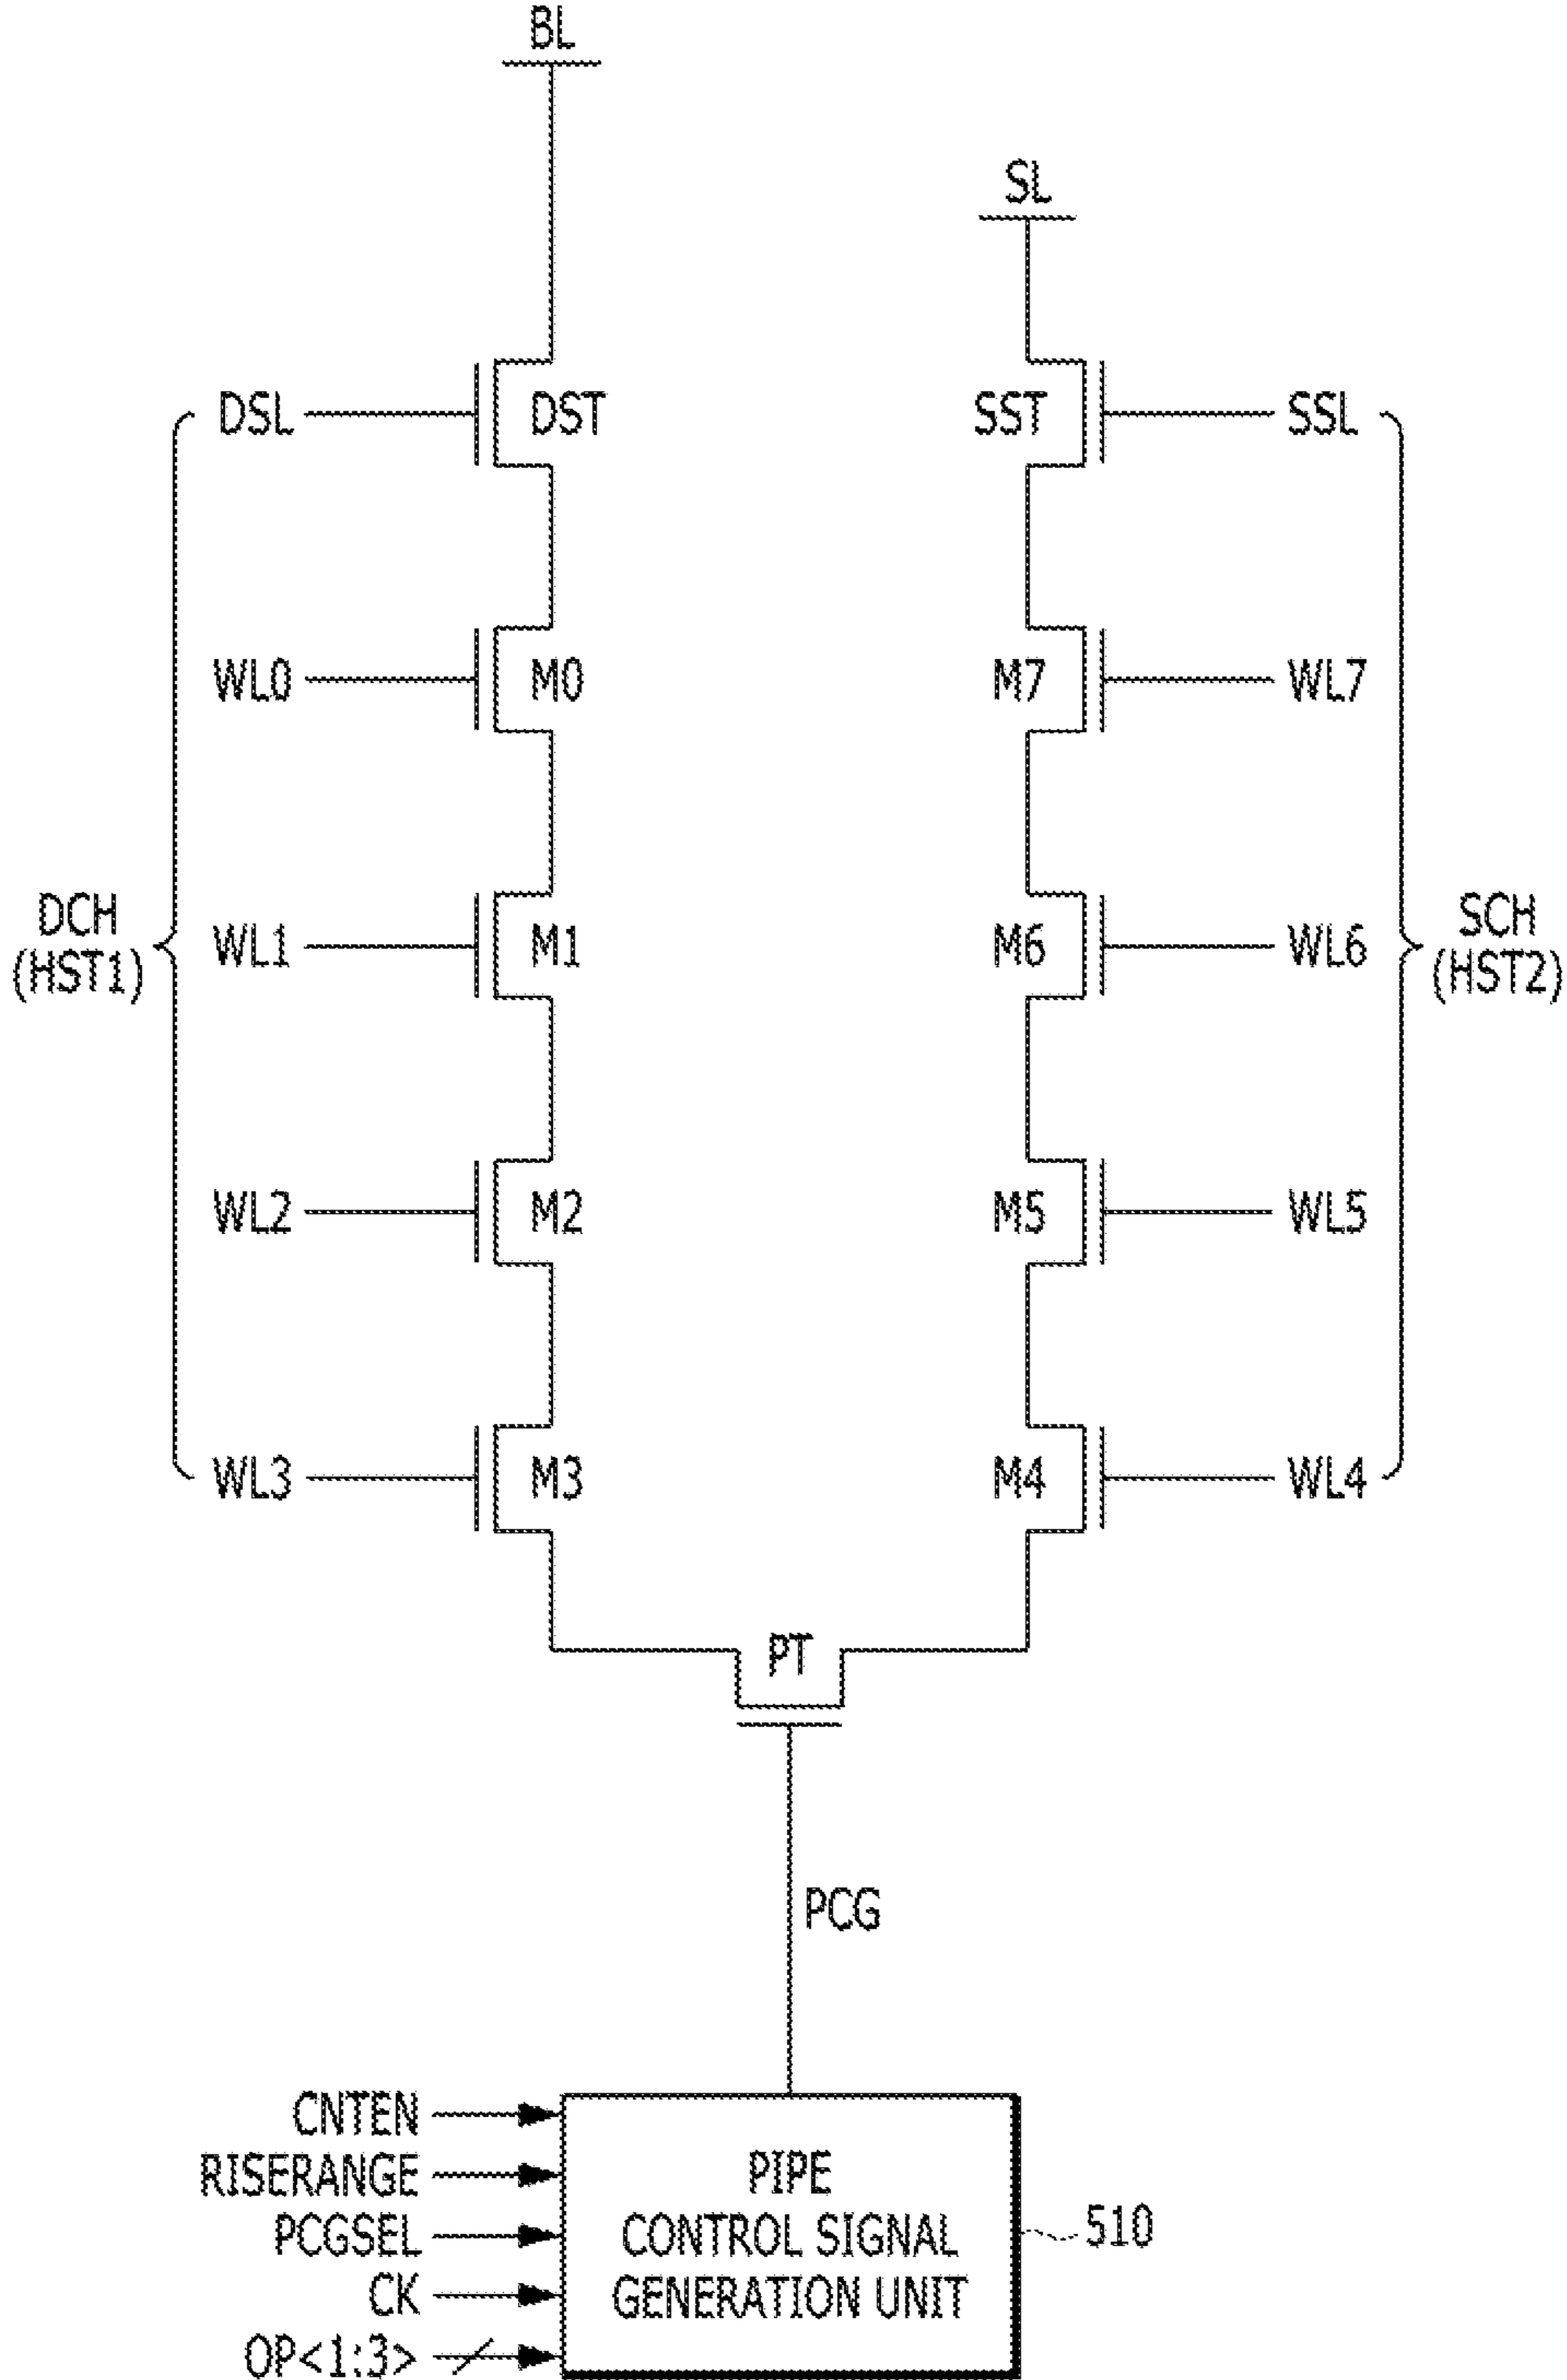 BL
SL
DSL
DST
SST
SSL
WL0
M0
M7
WL7
DCH
(HST1)
WL1
M1
M6
WL6
SCH
(HST2)
WL2
M2
M5
WL5
WL3
M3
M4
WL4
PT
PCG
CNTEN
RISERANGE
PCGSEL
CK
OP<1:3>
PIPE
CONTROL SIGNAL
GENERATION UNIT
510